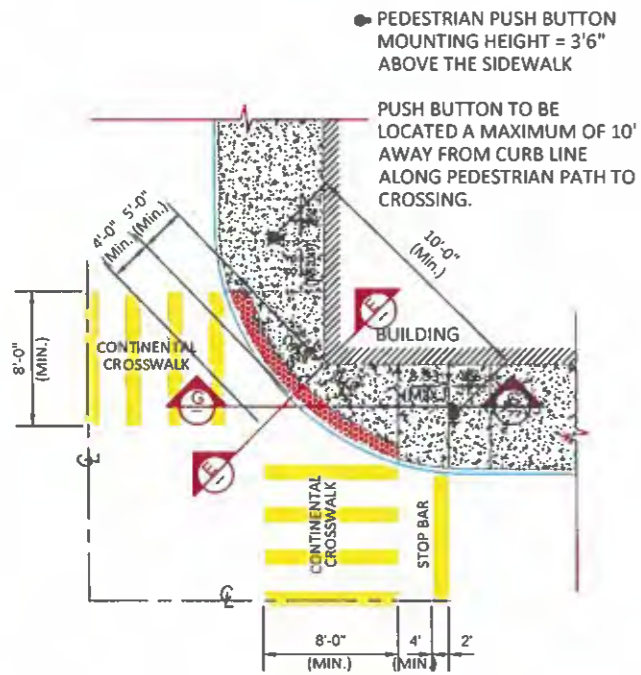 PEDESTRIAN PUSH BUTTON
MOUNTING HEIGHT = 3'6"
ABOVE THE SIDEWALK
PUSH BUTTON TO BE
LOCATED A MAXIMUM OF 10'
AWAY FROM CURB LINE
ALONG PEDESTRIAN PATH TO
CROSSING.
4'-0" 5'-0"
(Min.) (Min.)
10'-0"
(Min.)
E
1
BUILDING
8'-0"
(MIN.)
CONTINENTAL
CROSSWALK
G
E
1
CONTINENTAL
CROSSWALK
STOP BAR
8'-0"
(MIN.)
4'
(MIN.)
2'